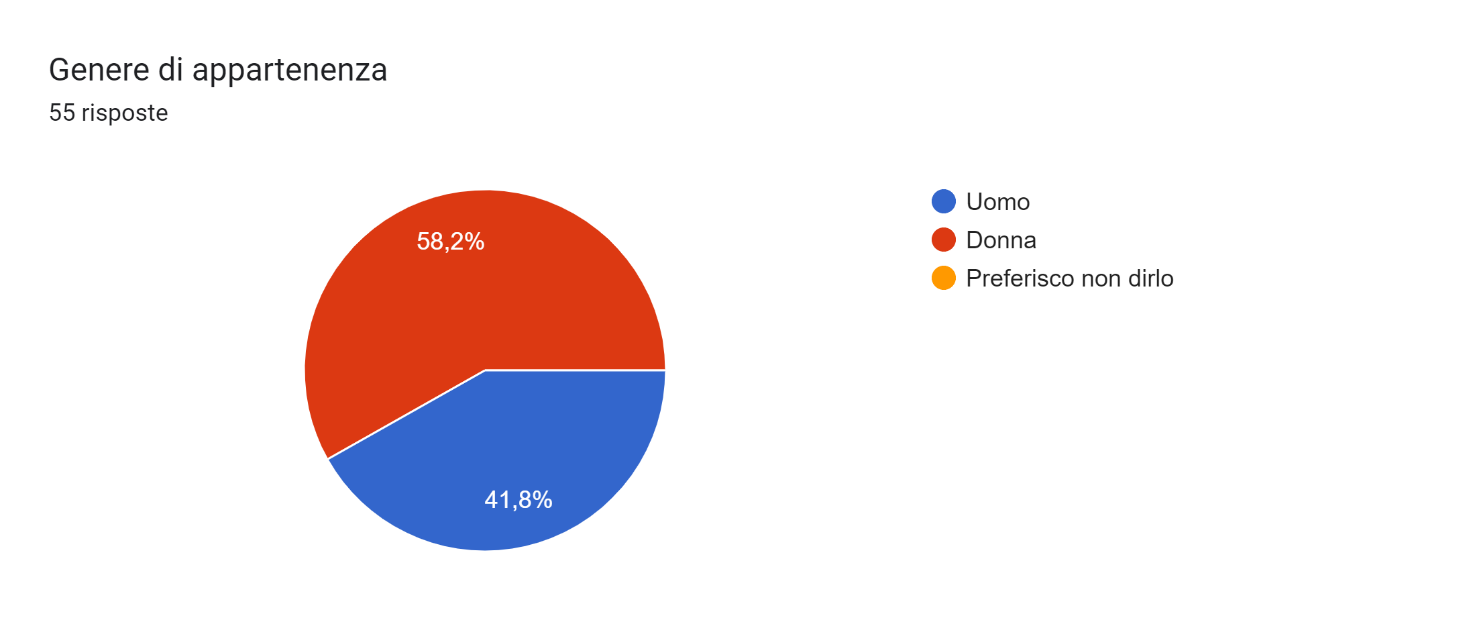 Genere di appartenenza
55 risposte
58,2%
41,8%
Uomo
Donna
Preferisco non dirlo